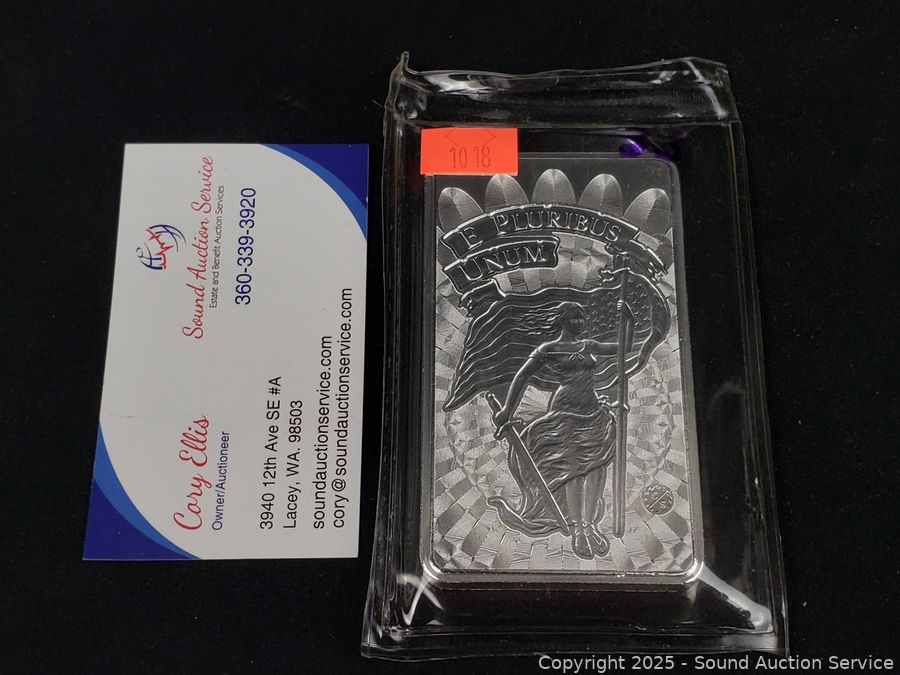 Sound Auction Service
Estate and Benefit Auction Services
360-339-3920
Cory Ellis
Owner/Auctioneer
3940 12th Ave SE #A
Lacey, WA. 98503
soundauctionservice.com
cory@soundauctionservice.com
1018
E PLURIBUS
UNUM
Copyright 2025 - Sound Auction Service